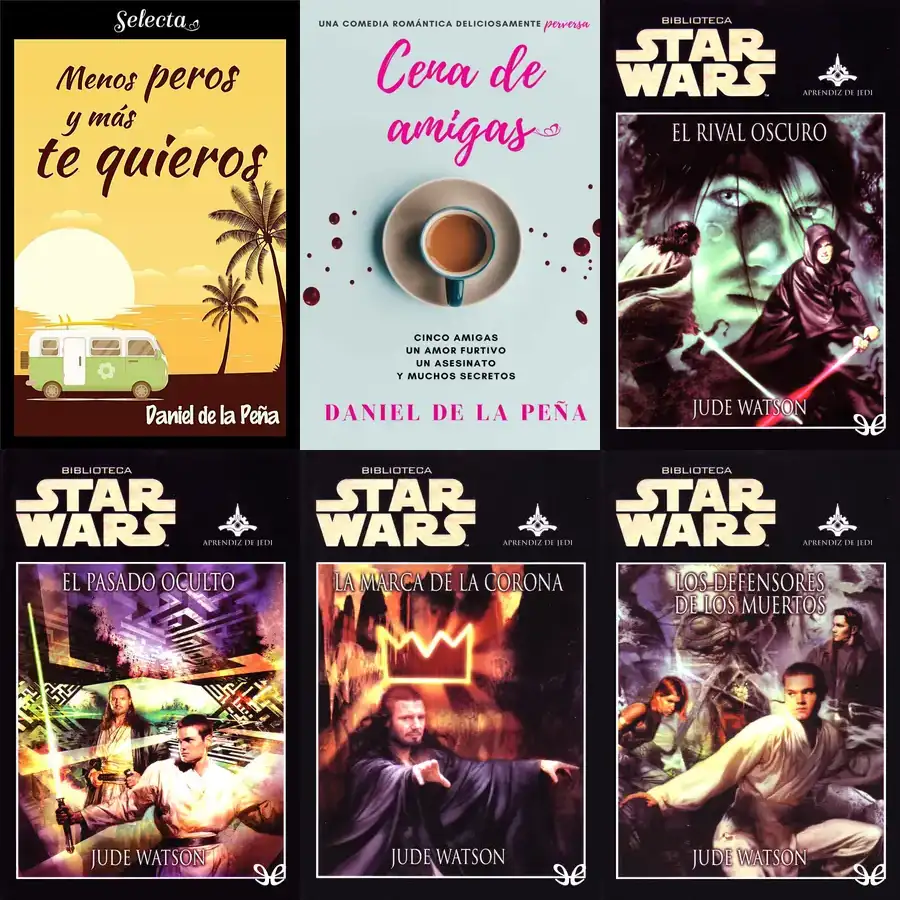 Selecta
Menos peros
y más
te quieros
Daniel de la Peña
UNA COMEDIA ROMÁNTICA DELICIOSAMENTE perversa
Cena de
amigas
CINCO AMIGAS
UN AMOR FURTIVO
UN ASESINATO
Y MUCHOS SECRETOS
DANIEL DE LA PEÑA
BIBLIOTECA
STAR
WARS
APRENDIZ DE JEDI
EL RIVAL OSCURO
JUDE WATSON
BIBLIOTECA
STAR
WARS
APRENDIZ DE JEDI
EL PASADO OCULTO
JUDE WATSON
BIBLIOTECA
STAR
WARS
APRENDIZ DE JEDI
LA MARCA DE LA CORONA
JUDE WATSON
BIBLIOTECA
STAR
WARS
APRENDIZ DE JEDI
LOS DEFENSORES
DE LOS MUERTOS
JUDE WATSON